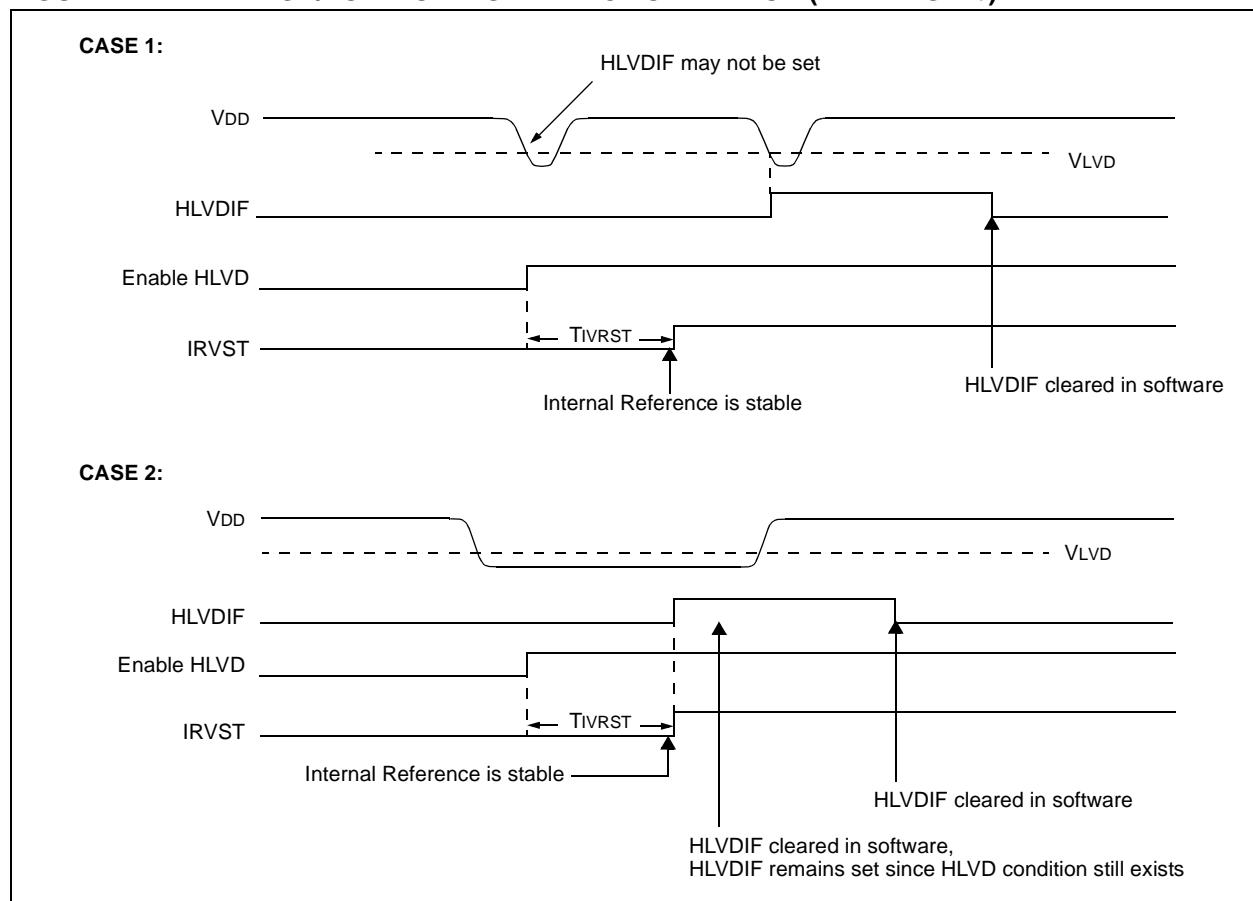 CASE 1:
HLVDIF may not be set
VDD
VLVD
HLVDIF
Enable HLVD
TIVRST
IRVST
HLVDIF cleared in software
Internal Reference is stable
CASE 2:
VDD
VLVD
HLVDIF
Enable HLVD
TIVRST
IRVST
Internal Reference is stable
HLVDIF cleared in software
HLVDIF cleared in software,
HLVDIF remains set since HLVD condition still exists